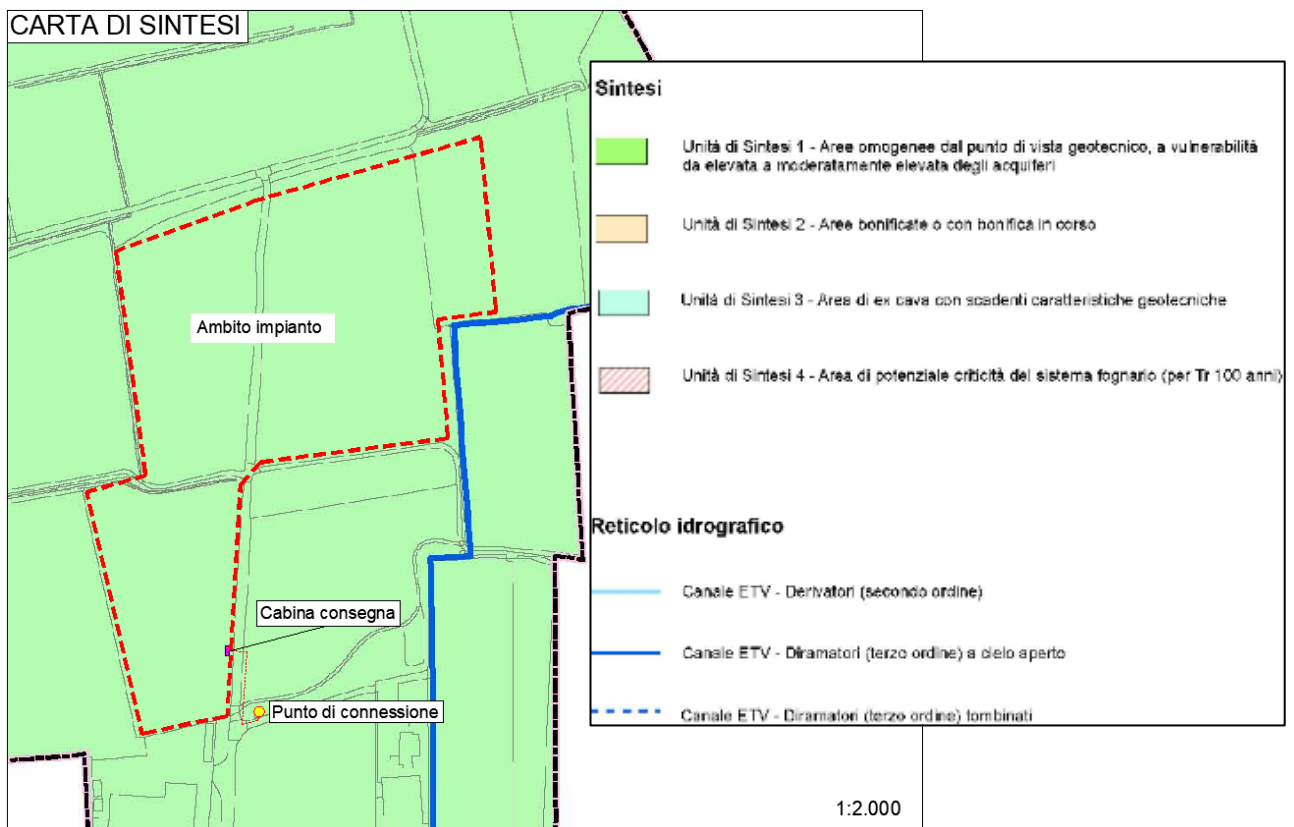 CARTA DI SINTESI
Sintesi
Unità di Sintesi 1 - Aree omogenee dal punto di vista geotecnico, a vulnerabilità
da elevata a moderatamente elevata degli acquiferi
Unità di Sintesi 2 - Aree bonificate o con bonifica in corso
Unità di Sintesi 3 - Area di ex cava con scadenti caratteristiche geotecniche
Unità di Sintesi 4 - Area di potenziale criticità del sistema fognario (per Tr 100 anni)
Ambito impianto
Reticolo idrografico
Canale ETV - Derivatori (secondo ordine)
Canale ETV - Diramatori (terzo ordine) a cielo aperto
Canale ETV - Diramatori (terzo ordine) tombinati
Cabina consegna
Punto di connessione
1:2.000